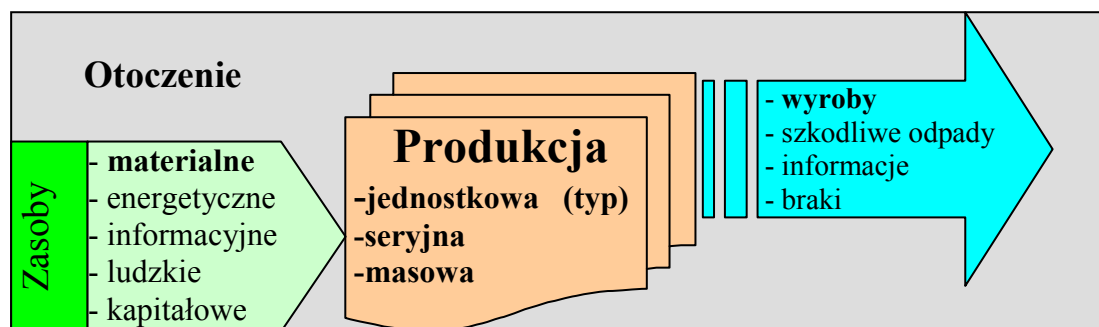 Otoczenie
Zasoby
- materialne
- energetyczne
- informacyjne
- ludzkie
- kapitałowe
Produkcja
-jednostkowa (typ)
-seryjna
-masowa
- wyroby
- szkodliwe odpady
- informacje
- braki